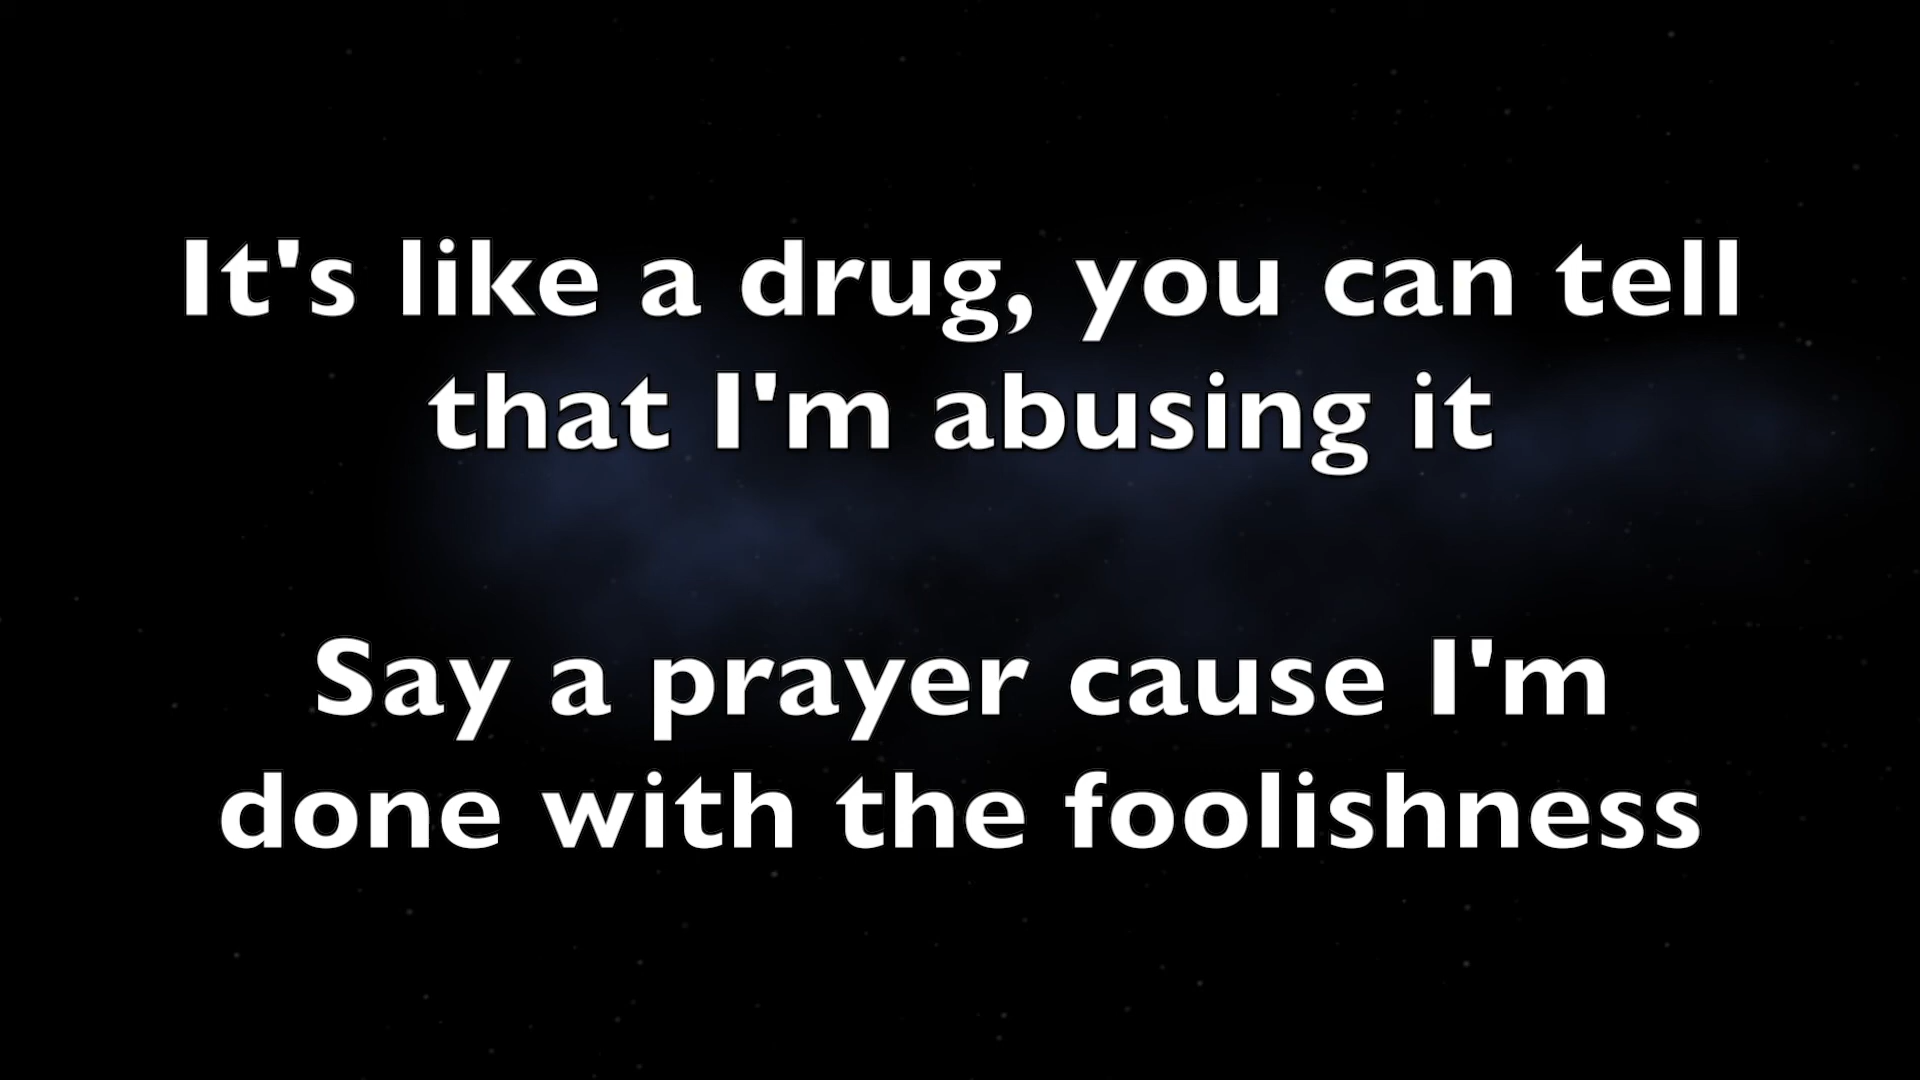 It's like a drug, you can tell
that I'm abusing it
Say a prayer cause I'm
done with the foolishness